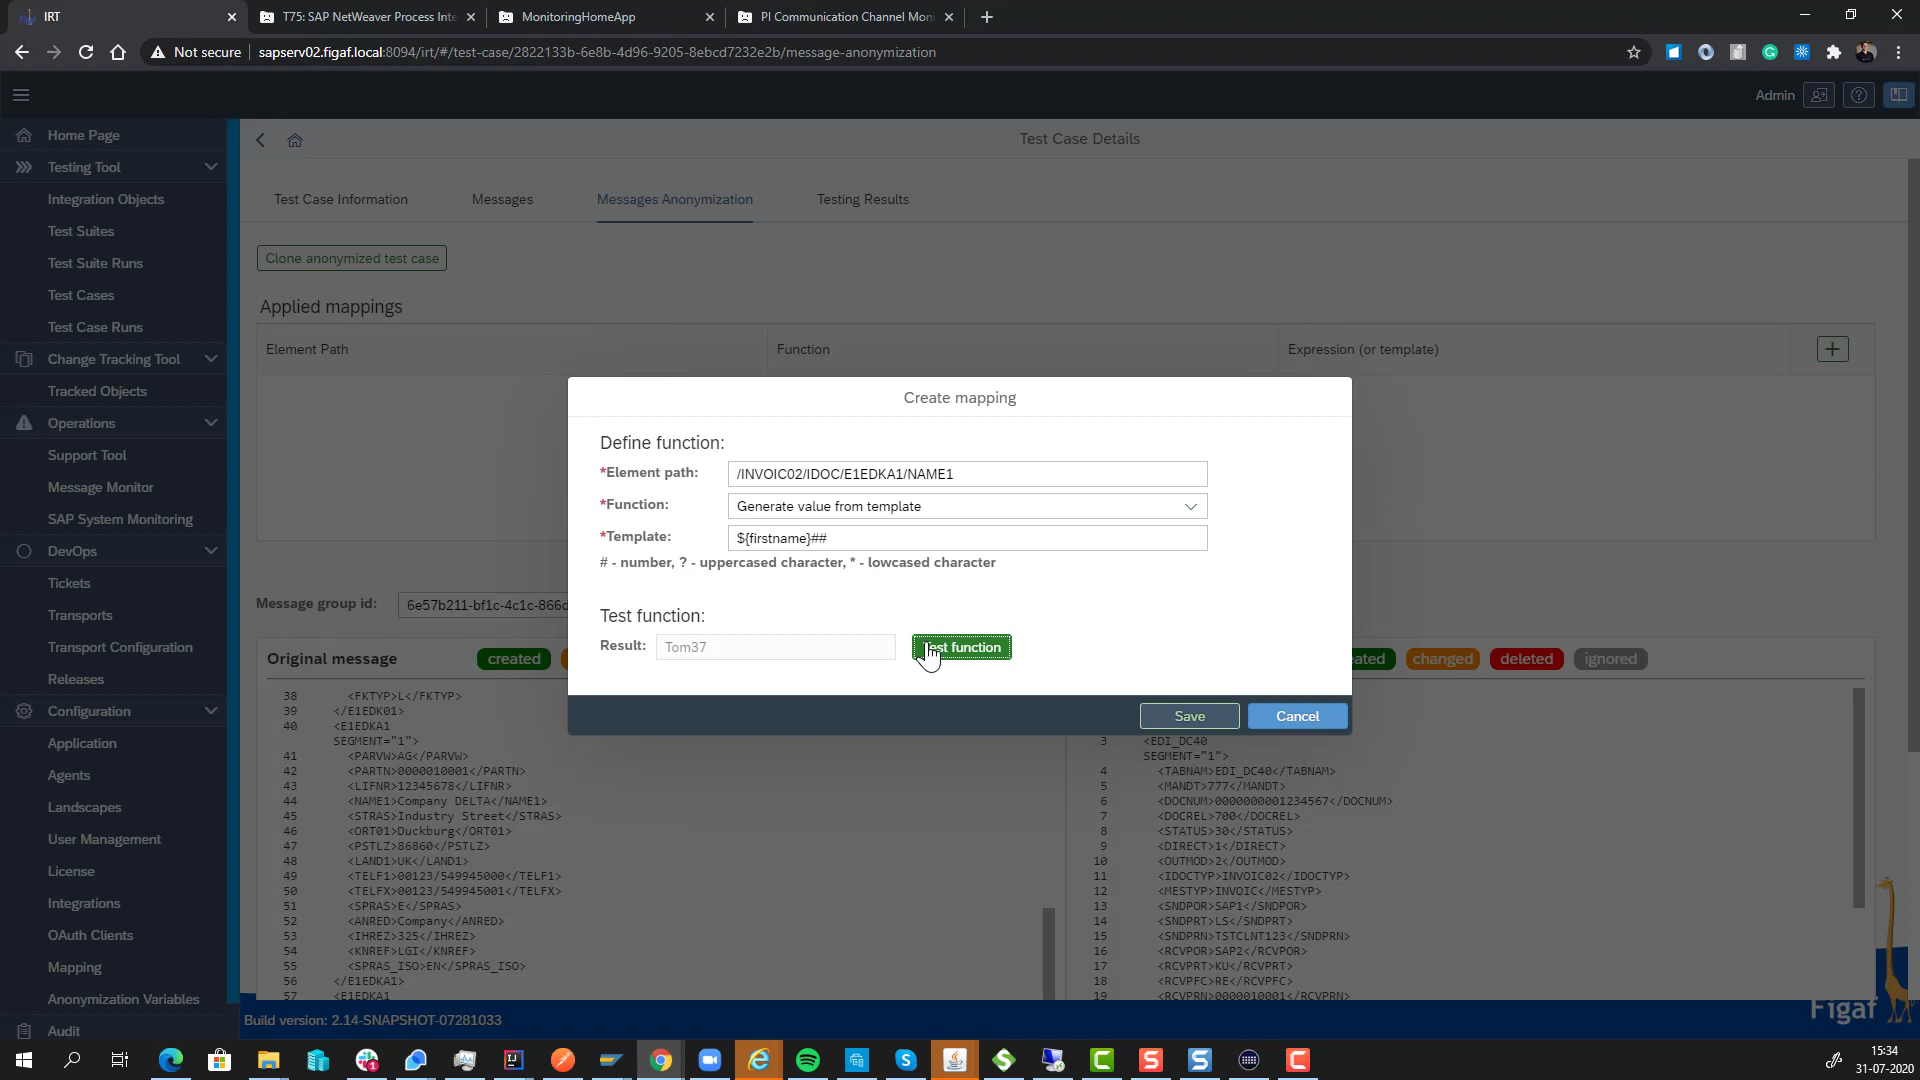 IRT
T75: SAP NetWeaver Process Inte
MonitoringHomeApp
PI Communication Channel Moni
Not secure
sapserv02.figaf.local:8094/irt/#/test-case/2822133b-6e8b-4d96-9205-8ebcd7232e2b/message-anonymization
Admin
Home Page
Testing Tool
Integration Objects
Test Suites
Test Suite Runs
Test Cases
Test Case Runs
Change Tracking Tool
Tracked Objects
Operations
Support Tool
Message Monitor
SAP System Monitoring
DevOps
Tickets
Transports
Transport Configuration
Releases
Configuration
Application
Agents
Landscapes
User Management
License
Integrations
OAuth Clients
Mapping
Anonymization Variables
Audit
Test Case Details
Test Case Information
Messages
Messages Anonymization
Testing Results
Clone anonymized test case
Applied mappings
Element Path
Function
Expression (or template)
Create mapping
Define function:
*Element path: /INVOIC02/IDOC/E1EDKA1/NAME1
*Function: Generate value from template
*Template: ${firstname}##
# - number, ? - uppercased character, * - lowcased character
Test function:
Result: Tom37
function
Save
Cancel
Message group id: 6e57b211-bf1c-4c1c-866d
Original message
created
38 <FKTYP>L</FKTYP>
39 </E1EDK01>
40 <E1EDKA1
SEGMENT="1">
41 <PARVW>AG</PARVW>
42 <PARTN>0000010001</PARTN>
43 <LIFNR>12345678</LIFNR>
44 <NAME1>Company DELTA</NAME1>
45 <STRAS>Industry Street</STRAS>
46 <ORT01>Duckburg</ORT01>
47 <PSTLZ>86860</PSTLZ>
48 <LAND1>UK</LAND1>
49 <TELF1>00123/549945000</TELF1>
50 <TELFX>00123/549945001</TELFX>
51 <SPRAS>E</SPRAS>
52 <ANRED>Company</ANRED>
53 <IHREZ>325</IHREZ>
54 <KNREF>LGI</KNREF>
55 <SPRAS_ISO>EN</SPRAS_ISO>
56 </E1EDKA1>
57 <E1EDKA1
eated
changed
deleted
ignored
3 <EDI_DC40
SEGMENT="1">
4 <TABNAM>EDI_DC40</TABNAM>
5 <MANDT>777</MANDT>
6 <DOCNUM>0000000001234567</DOCNUM>
7 <DOCREL>700</DOCREL>
8 <STATUS>30</STATUS>
9 <DIRECT>1</DIRECT>
10 <OUTMOD>2</OUTMOD>
11 <IDOCTYP>INVOIC02</IDOCTYP>
12 <MESTYP>INVOIC</MESTYP>
13 <SNDPOR>SAP1</SNDPOR>
14 <SNDPRT>LS</SNDPRT>
15 <SNDPRN>TSTCLNT123</SNDPRN>
16 <RCVPOR>SAP2</RCVPOR>
17 <RCVPRT>KU</RCVPRT>
18 <RCVPFC>RE</RCVPFC>
19 <RCVPRN>0000010001</RCVPRN>
Figaf
Build version: 2.14-SNAPSHOT-07281033
15:34
31-07-2020